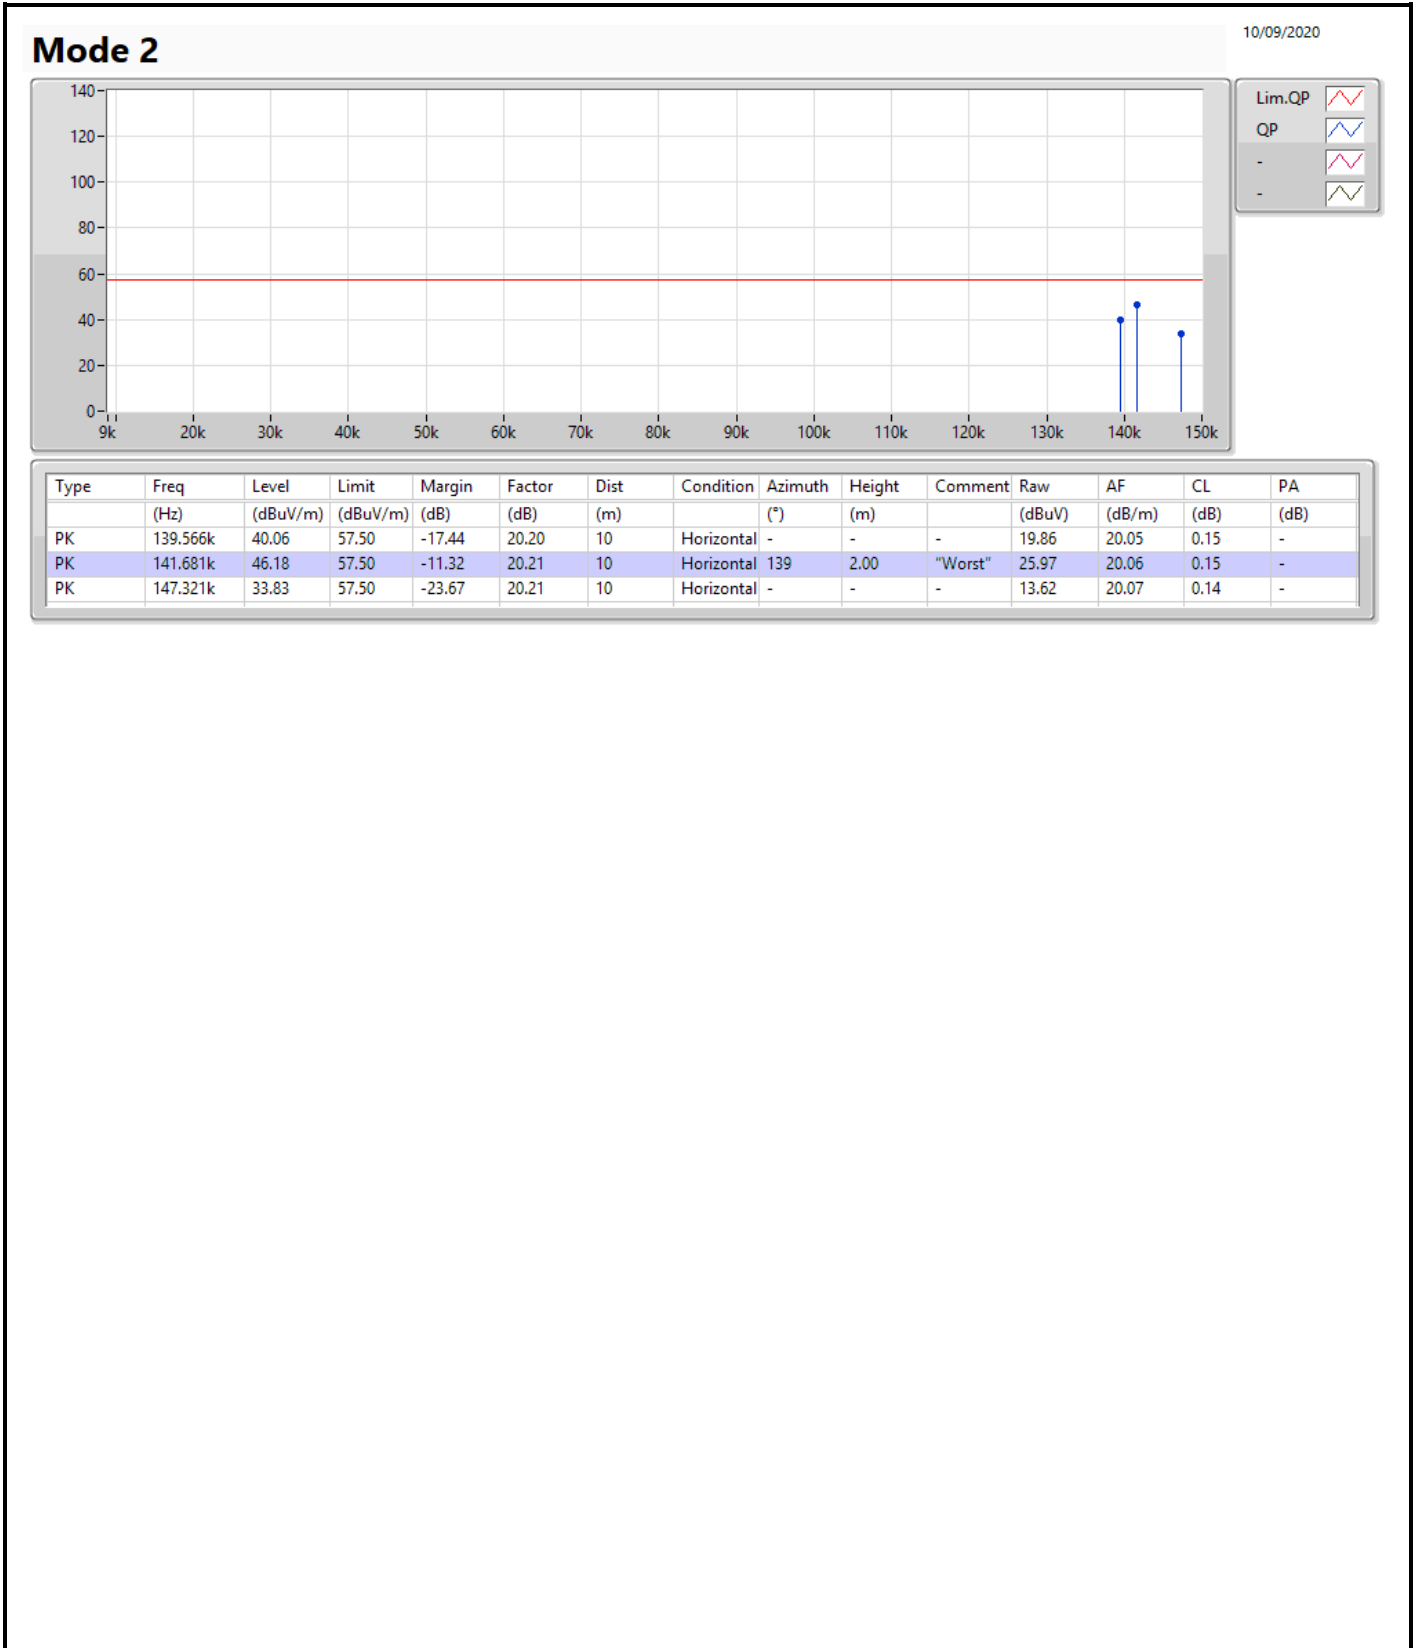 10/09/2020
Mode 2
140
120
100
80
60
40
20
0
9k 20k 30k 40k 50k 60k 70k 80k 90k 100k 110k 120k 130k 140k 150k
Lim.QP
QP
-
-
Type Freq Level Limit Margin Factor Dist Condition Azimuth Height Comment Raw AF CL PA
(Hz) (dBuV/m) (dBuV/m) (dB) (dB) (m) (°) (m) (dBuV) (dB/m) (dB) (dB)
PK 139.566k 40.06 57.50 -17.44 20.20 10 Horizontal - - - 19.86 20.05 0.15 -
PK 141.681k 46.18 57.50 -11.32 20.21 10 Horizontal 139 2.00 "Worst" 25.97 20.06 0.15 -
PK 147.321k 33.83 57.50 -23.67 20.21 10 Horizontal - - - 13.62 20.07 0.14 -